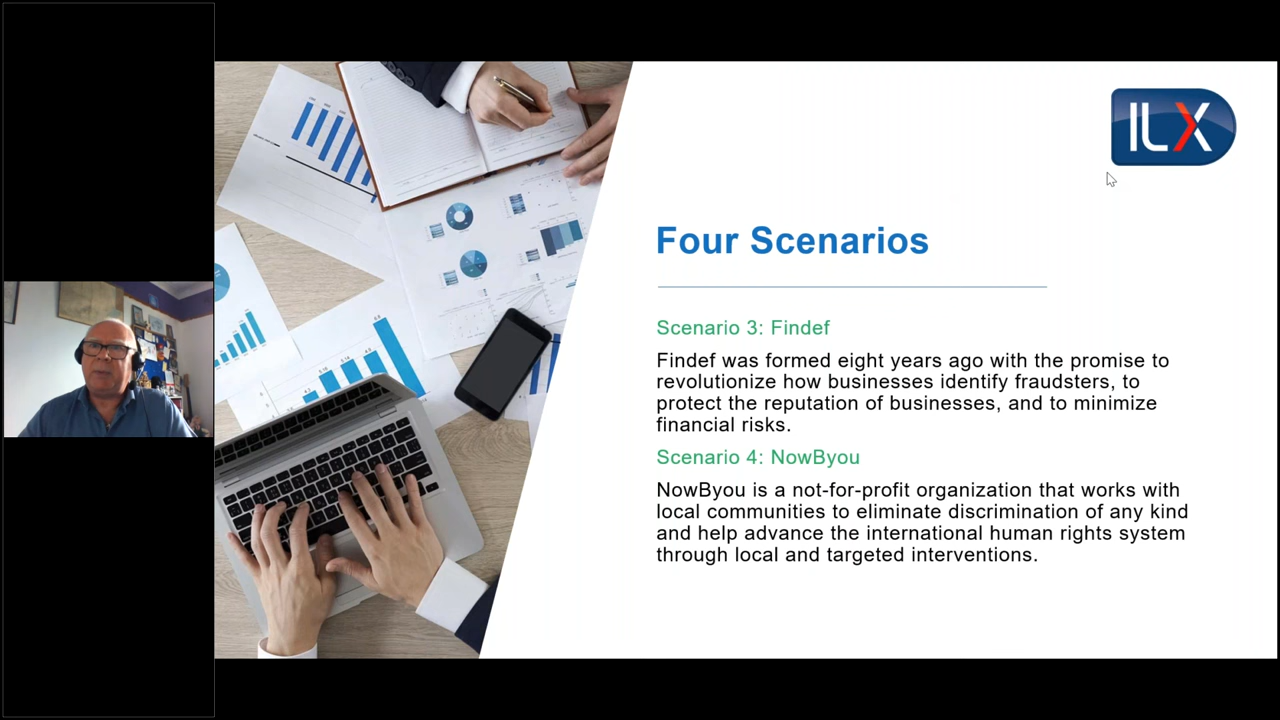 ILX
Four Scenarios
Scenario 3: Findef
Findef was formed eight years ago with the promise to
revolutionize how businesses identify fraudsters, to
protect the reputation of businesses, and to minimize
financial risks.
Scenario 4: NowByou
NowByou is a not-for-profit organization that works with
local communities to eliminate discrimination of any kind
and help advance the international human rights system
through local and targeted interventions.